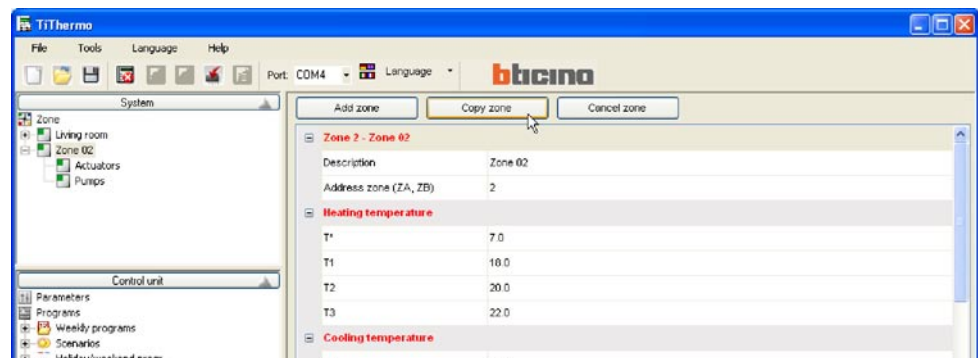 TiThermo
File Tools Language Help
Port: COM4 Language bticino
System
Zone
Living room
Zone 02
Actuators
Pumps
Control unit
Parameters
Programs
Weekly programs
Scenarios
Holiday/weekend progr.
Add zone Copy zone Cancel zone
Zone 2 - Zone 02
Description Zone 02
Address zone (ZA, ZB) 2
Heating temperature
T* 7.0
T1 18.0
T2 20.0
T3 22.0
Cooling temperature